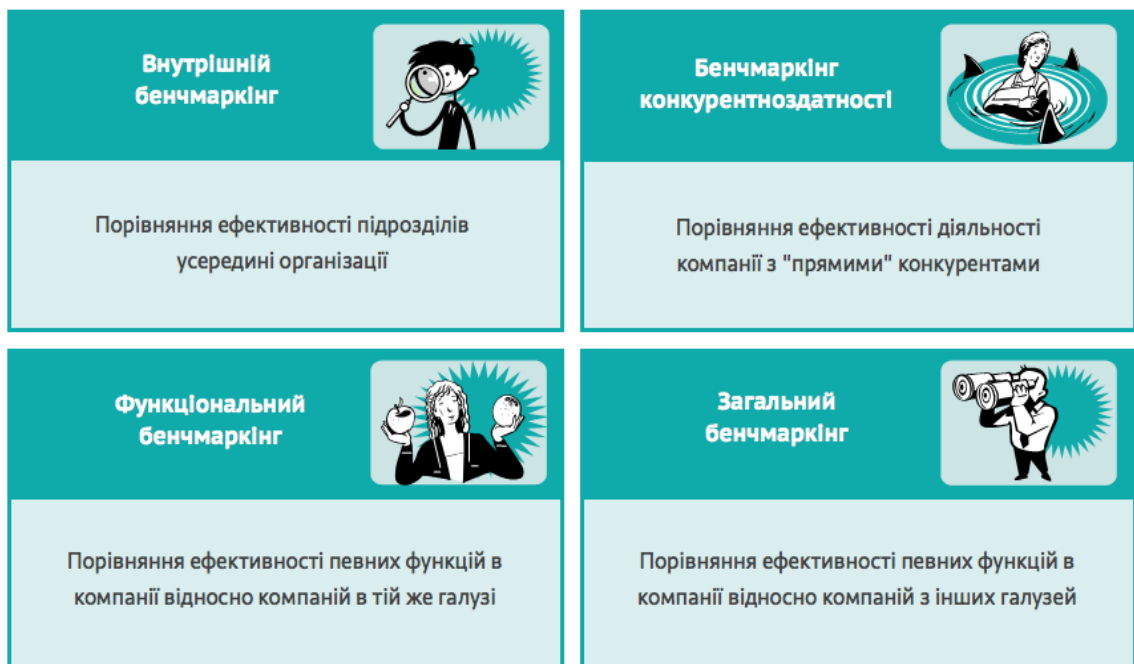 Внутрішній
бенчмаркінг
Порівняння ефективності підрозділів
усередині організації
Бенчмаркінг
конкурентноздатності
Порівняння ефективності діяльності
компанії з "прямими" конкурентами
Функціональний
бенчмаркінг
Порівняння ефективності певних функцій в
компанії відносно компаній в тій же галузі
Загальний
бенчмаркінг
Порівняння ефективності певних функцій в
компанії відносно компаній з інших галузей